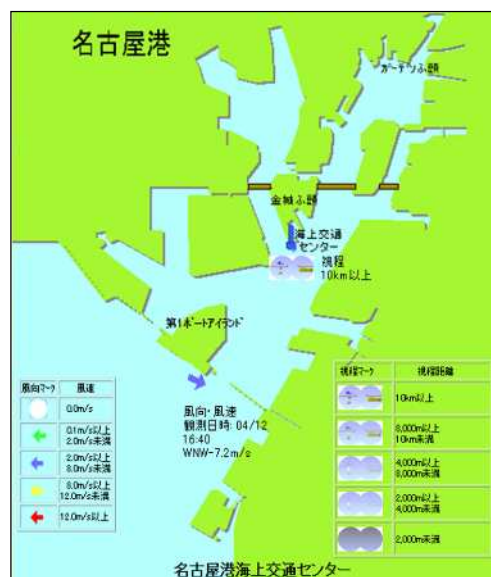 名古屋港
ガーデンふ頭
金城ふ頭
海上交通
センター
視程
10km以上
第1ポートアイランド
風向・風速
観測日時: 04/12
16:40
WNW-7.2m/s
風向マーク 風速
0.0m/s
0.1m/s以上
2.0m/s未満
2.0m/s以上
8.0m/s未満
8.0m/s以上
12.0m/s未満
12.0m/s以上
視程マーク 視程距離
10km以上
8,000m以上
10km未満
4,000m以上
8,000m未満
2,000m以上
4,000m未満
2,000m未満
名古屋港海上交通センター